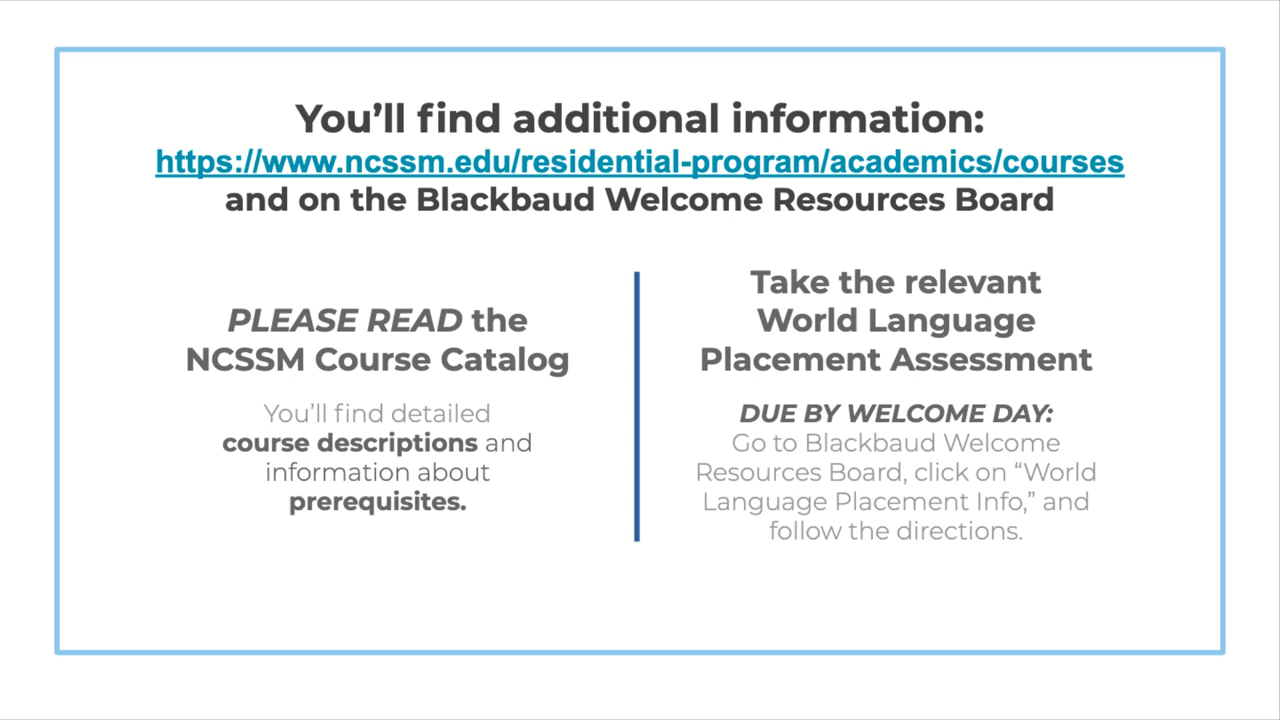 You’ll find additional information:
https://www.ncssm.edu/residential-program/academics/courses
and on the Blackbaud Welcome Resources Board
PLEASE READ the
NCSSM Course Catalog
You’ll find detailed
course descriptions and
information about
prerequisites.
Take the relevant
World Language
Placement Assessment
DUE BY WELCOME DAY:
Go to Blackbaud Welcome
Resources Board, click on “World
Language Placement Info,” and
follow the directions.